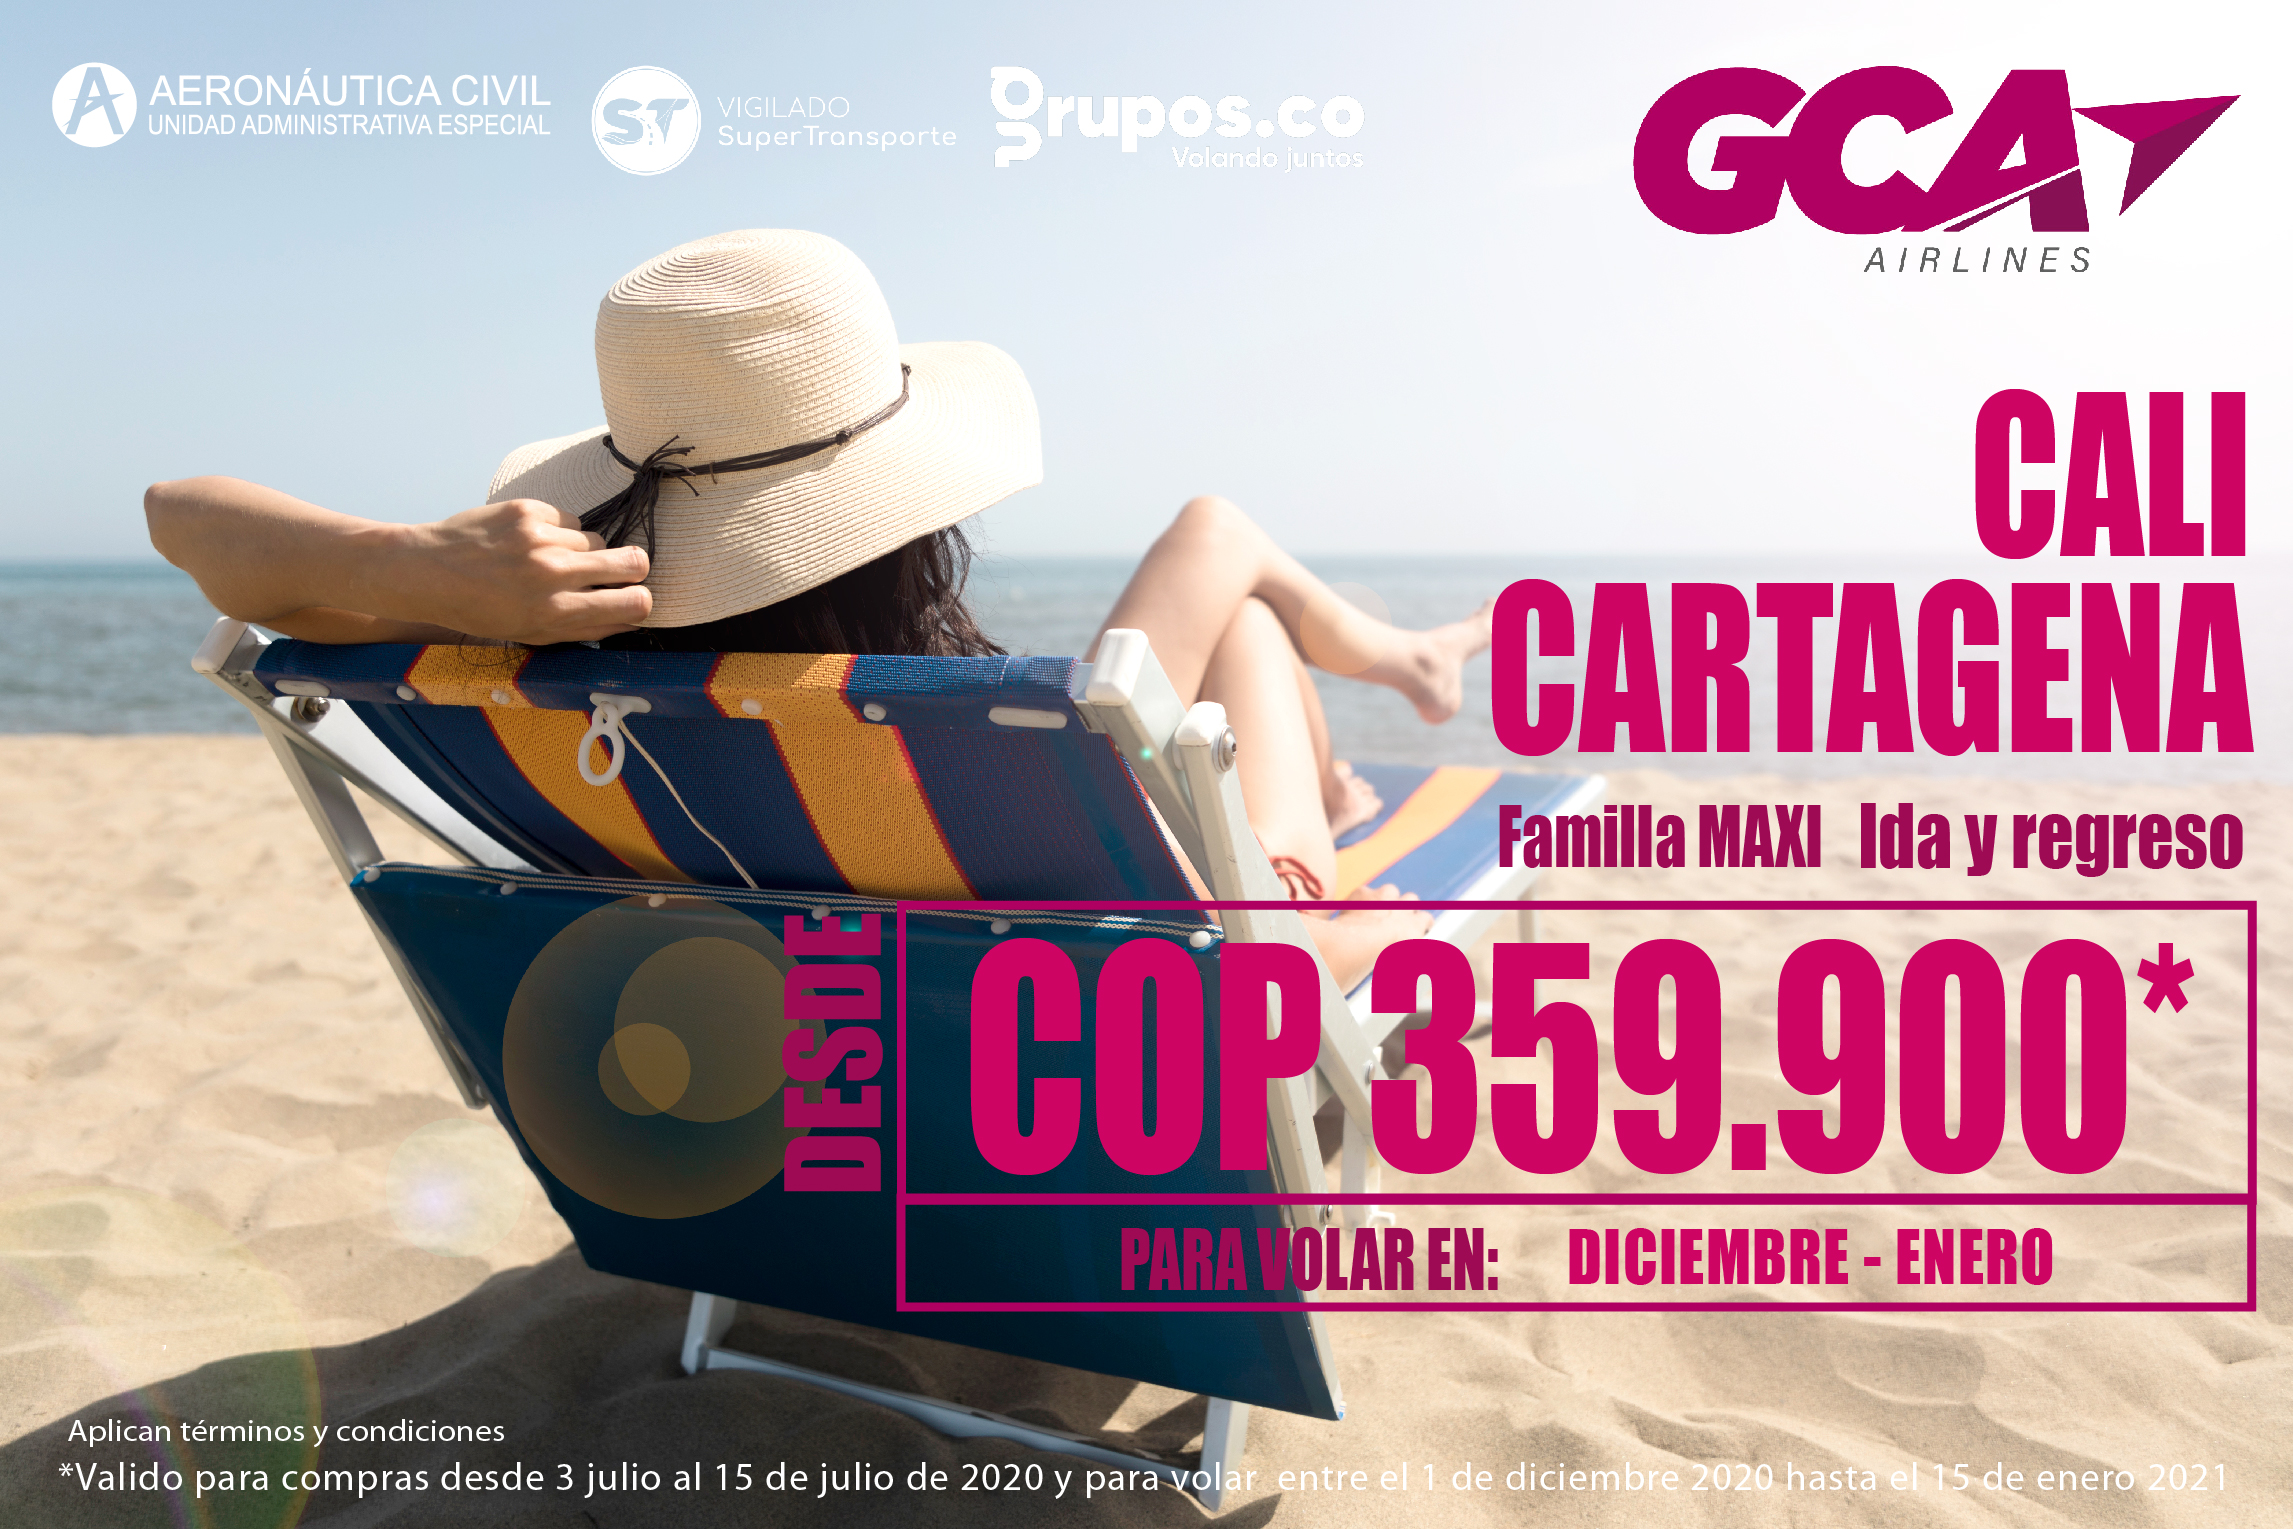 AERONÁUTICA CIVIL
UNIDAD ADMINISTRATIVA ESPECIAL
ST
VIGILADO
SuperTransporte
grupos.co
Volando juntos
GCA
AIRLINES
CALI
CARTAGENA
Familla MAXI Ida y regreso
DESDE
COP 359.900*
PARA VOLAR EN: DICIEMBRE - ENERO
Aplican términos y condiciones
*Valido para compras desde 3 julio al 15 de julio de 2020 y para volar entre el 1 de diciembre 2020 hasta el 15 de enero 2021